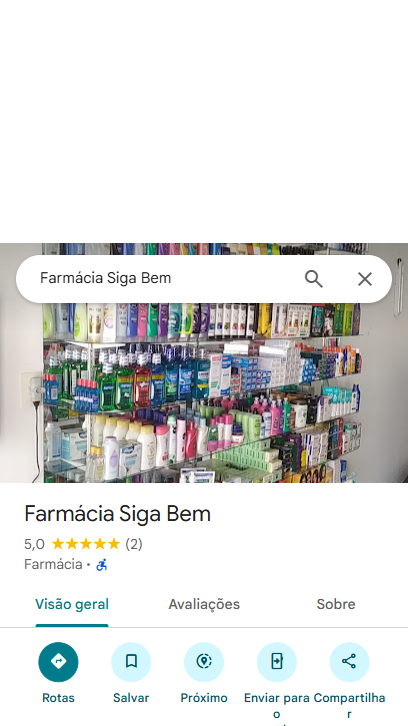 Farmácia Siga Bem
Farmácia Siga Bem
5,0 ★★★★★ (2)
Farmácia ·
Visão geral Avaliações Sobre
Rotas Salvar Próximo Enviar para o Compartilhar